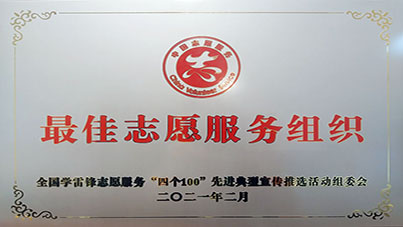 中国志愿服务
China Volunteer Service
最佳志愿服务组织
全国学雷锋志愿服务“四个100”先进典型宣传推选活动组委会
二〇二一年二月